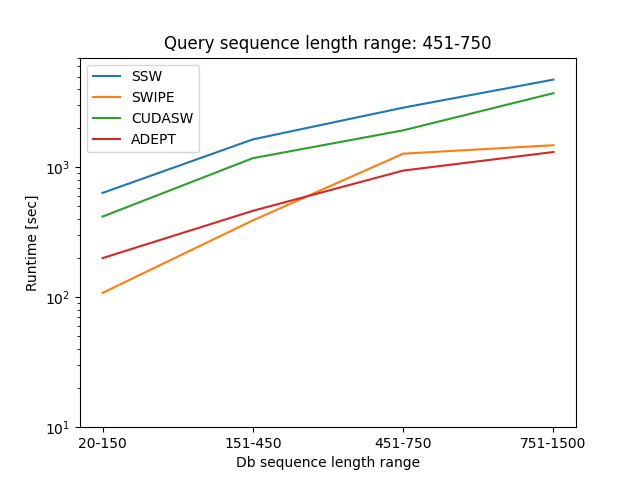 Query sequence length range: 451-750
SSW
SWIPE
CUDASW
ADEPT
10³
10²
10¹
Runtime [sec]
20-150 151-450 451-750 751-1500
Db sequence length range